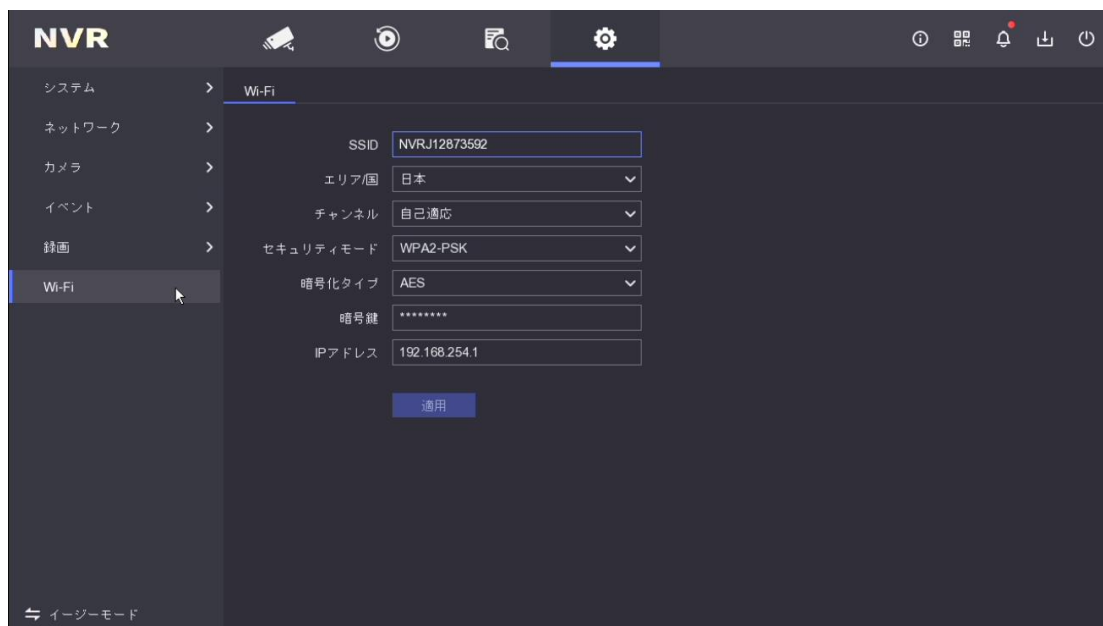 NVR
システム
ネットワーク
カメラ
イベント
録画
Wi-Fi
イージーモード
Wi-Fi
SSID NVRJ12873592
エリア/国 日本
チャンネル 自己適応
セキュリティモード WPA2-PSK
暗号化タイプ AES
暗号鍵 ********
IPアドレス 192.168.254.1
適用